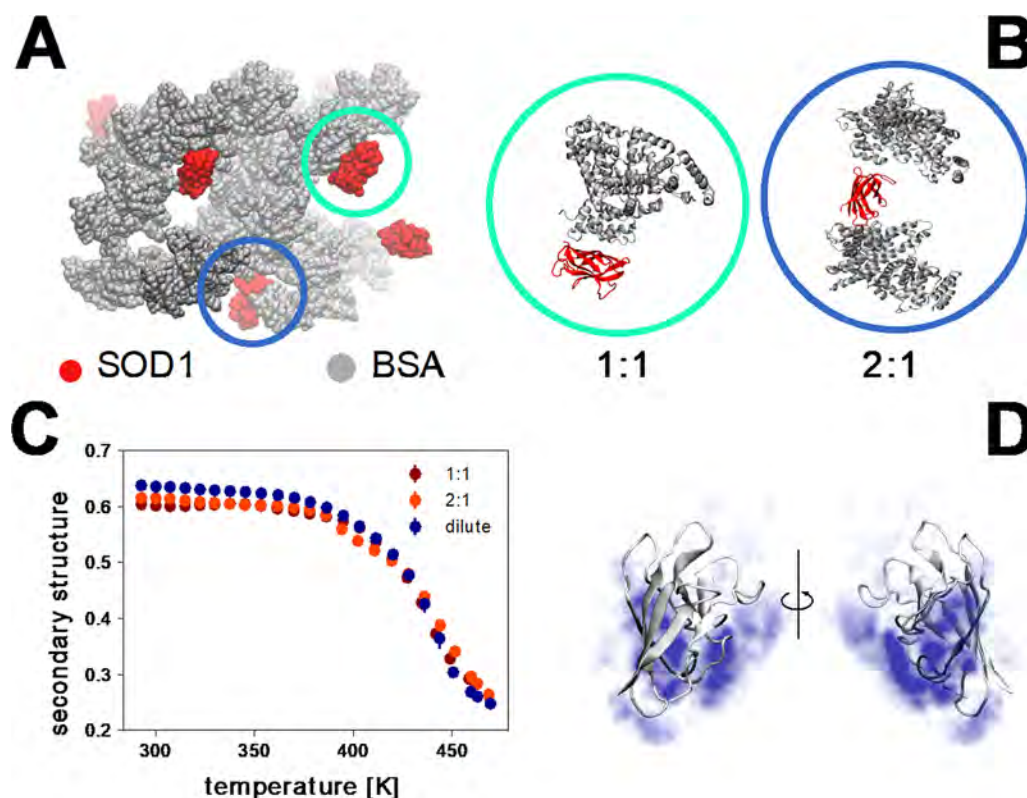 A
B
SOD1
BSA
1:1
2:1
C
D
0.7
0.6
0.5
0.4
0.3
0.2
secondary structure
1:1
2:1
dilute
300
350
400
450
temperature [K]